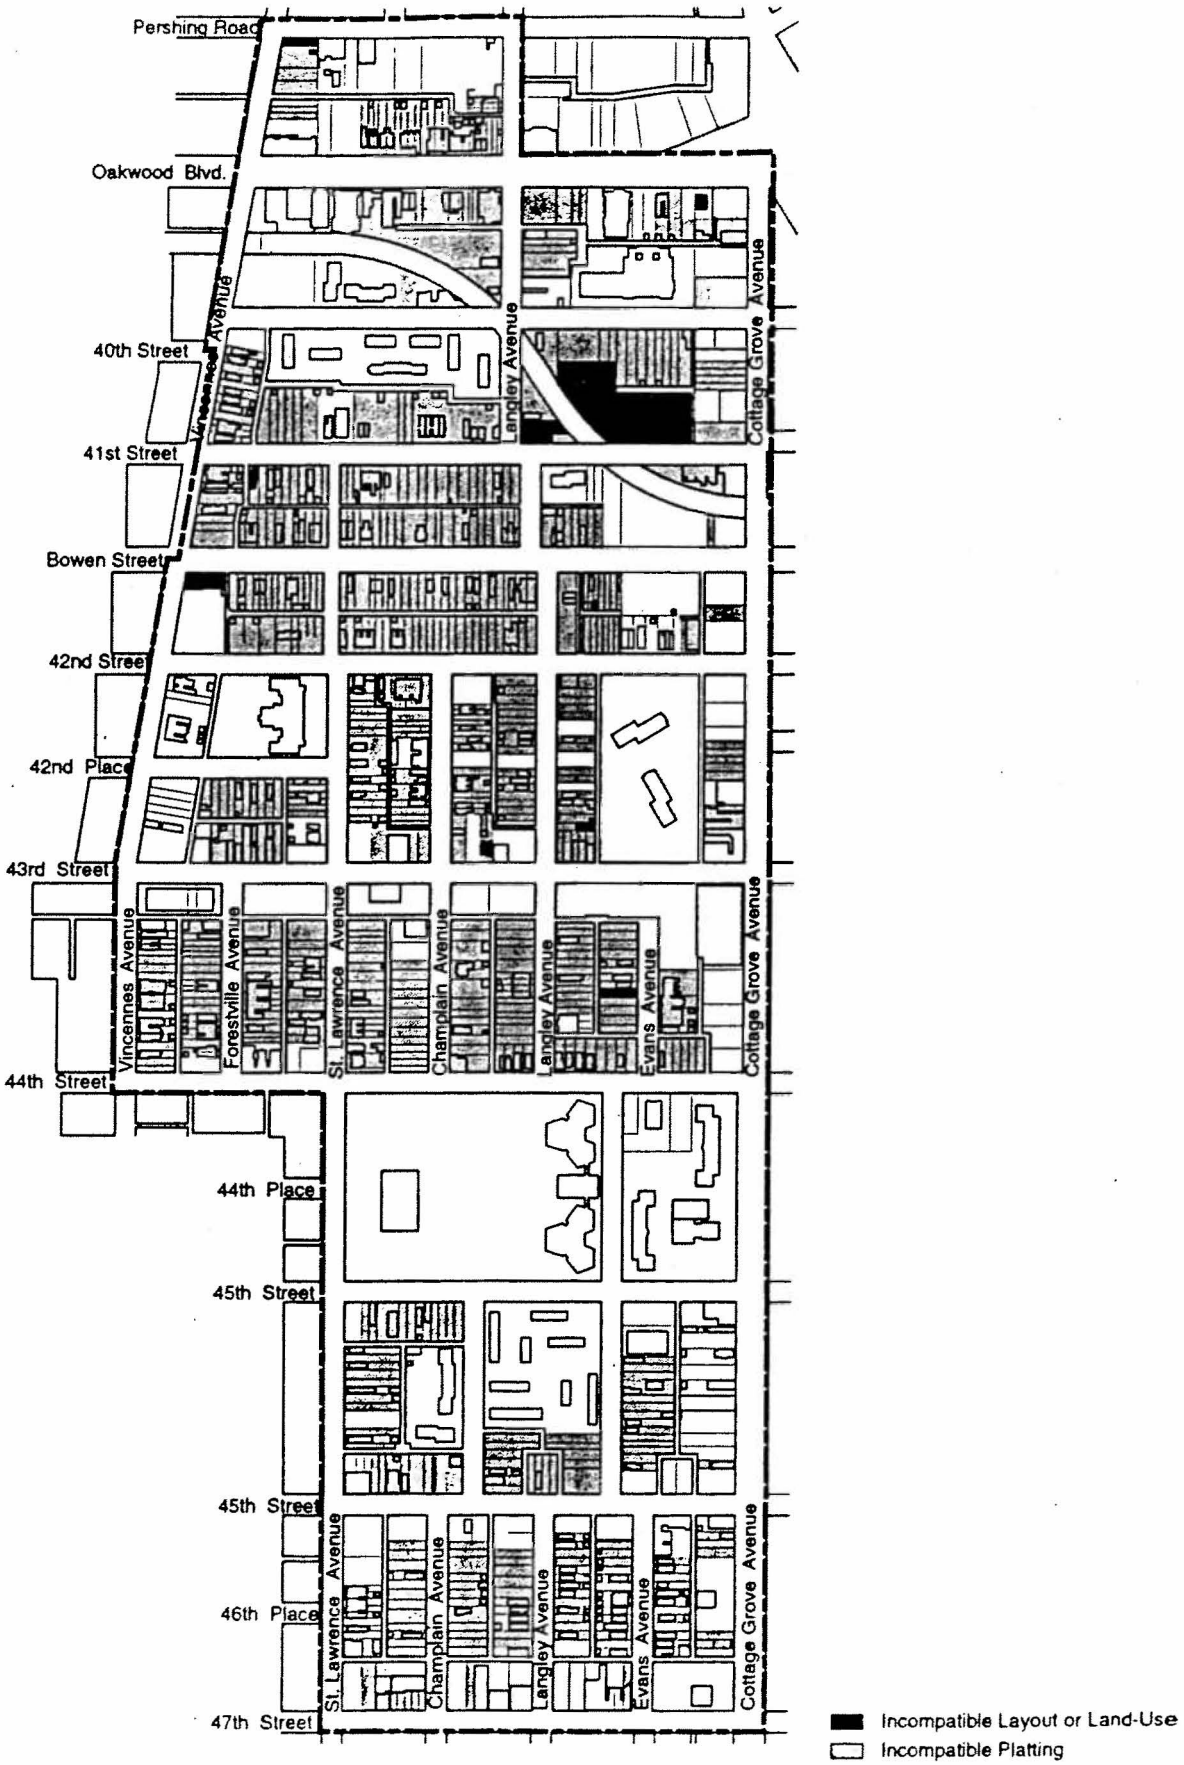 Pershing Road
Oakwood Blvd.
Vincennes Avenue
Langley Avenue
Cottage Grove Avenue
40th Street
41st Street
Bowen Street
42nd Street
42nd Place
43rd Street
Vincennes Avenue
Forestville Avenue
St. Lawrence Avenue
Champlain Avenue
Langley Avenue
Evans Avenue
Cottage Grove Avenue
44th Street
44th Place
45th Street
45th Street
St. Lawrence Avenue
Champlain Avenue
Langley Avenue
Evans Avenue
Cottage Grove Avenue
46th Place
47th Street
Incompatible Layout or Land-Use
Incompatible Platting